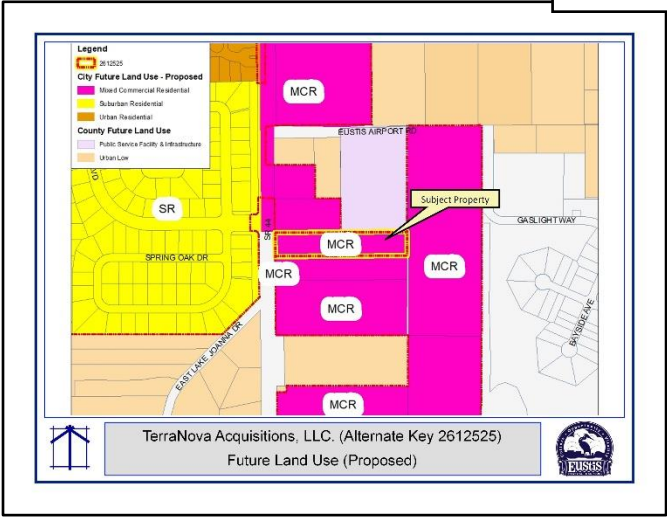 Legend
2612525
City Future Land Use - Proposed
Mixed Commercial Residential
Suburban Residential
Urban Residential
County Future Land Use
Public Service Facility & Infrastructure
Urban Low
MCR
EUSTIS AIRPORT RD
Subject Property
SR
GASLIGHT WAY
SR 44
MCR
SPRING OAK DR
MCR
MCR
MCR
BAYSIDE AVE
EAST LAKE JOANNA DR
MCR
TerraNova Acquisitions, LLC. (Alternate Key 2612525)
Future Land Use (Proposed)
EUSTIS